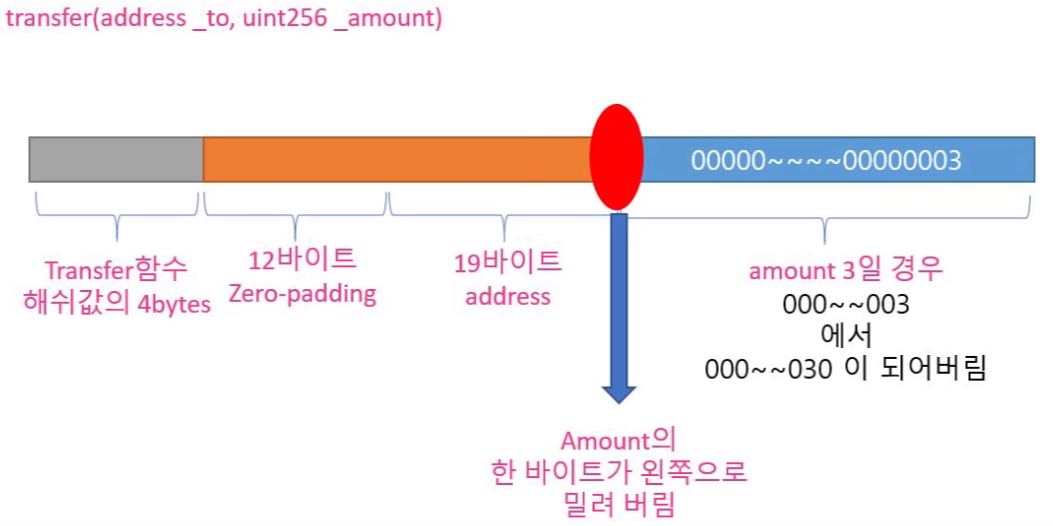 transfer(address _to, uint256 _amount)
00000~~~~00000003
Transfer함수
해쉬값의 4bytes
12바이트
Zero-padding
19바이트
address
amount 3일 경우
000~~003
에서
000~~030 이 되어버림
Amount의
한 바이트가 왼쪽으로
밀려 버림